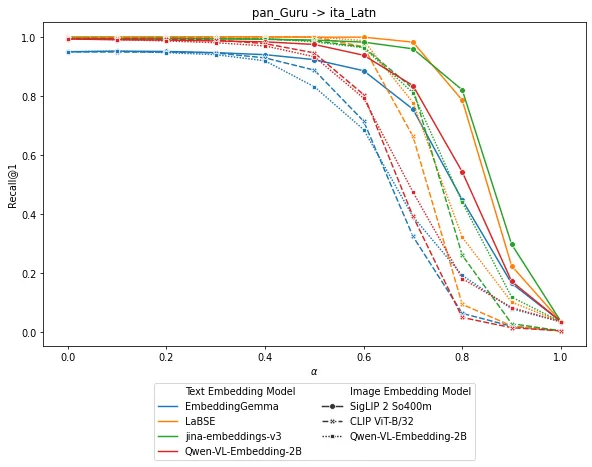 pan_Guru -> ita_Latn
Recall@1
1.0
0.8
0.6
0.4
0.2
0.0
0.0 0.2 0.4 0.6 0.8 1.0
α
Text Embedding Model Image Embedding Model
EmbeddingGemma SigLIP 2 So400m
LaBSE CLIP ViT-B/32
jina-embeddings-v3 Qwen-VL-Embedding-2B
Qwen-VL-Embedding-2B